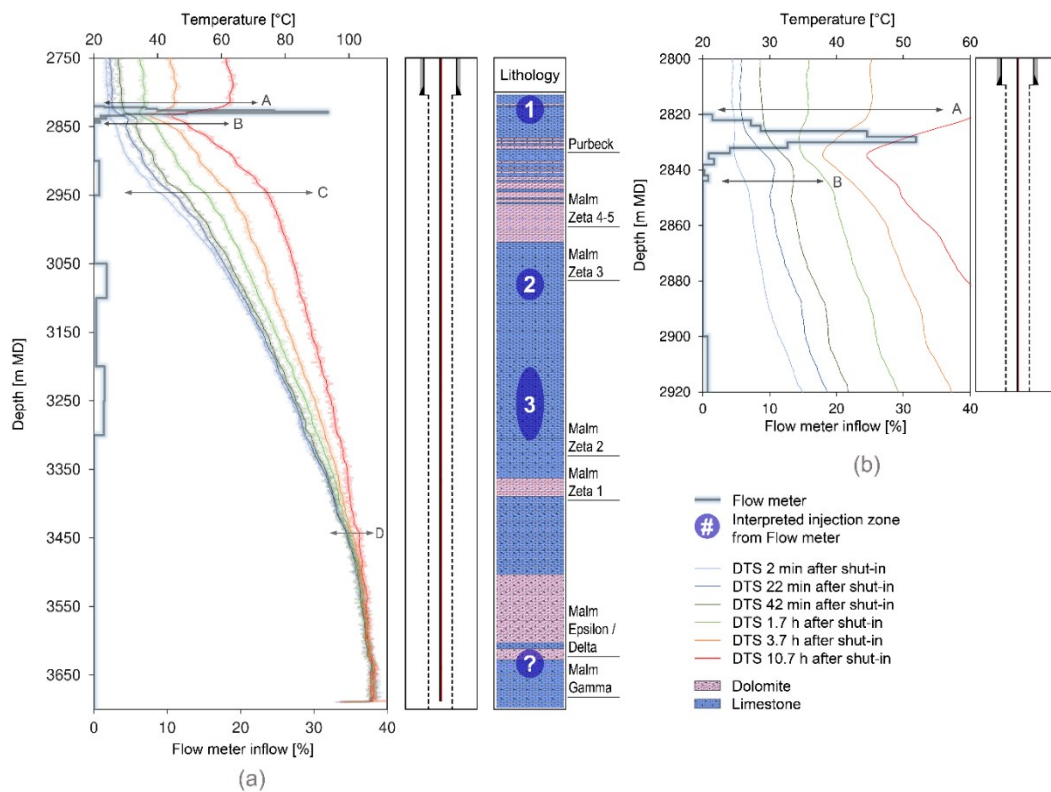 Temperature [°C]
20 40 60 80 100
2750
2850
2950
3050
3150
3250
3350
3450
3550
3650
Depth [m MD]
A
B
C
D
0 10 20 30 40
Flow meter inflow [%]
(a)
Lithology
1
Purbeck
Malm
Zeta 4-5
Malm
Zeta 3
2
3
Malm
Zeta 2
Malm
Zeta 1
Malm
Epsilon /
Delta
?
Malm
Gamma
Temperature [°C]
20 30 40 50 60
2800
2820
2840
2860
2880
2900
2920
Depth [m MD]
A
B
0 10 20 30 40
Flow meter inflow [%]
(b)
Flow meter
# Interpreted injection zone
from Flow meter
DTS 2 min after shut-in
DTS 22 min after shut-in
DTS 42 min after shut-in
DTS 1.7 h after shut-in
DTS 3.7 h after shut-in
DTS 10.7 h after shut-in
Dolomite
Limestone